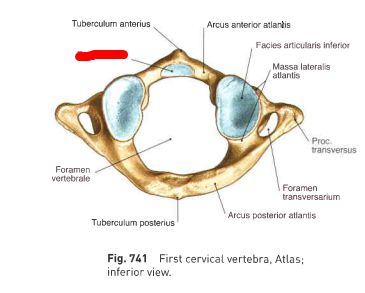 Tuberculum anterius
Arcus anterior atlantis
Facies articularis inferior
Massa lateralis
atlantis
Proc.
transversus
Foramen
vertebrale
Foramen
transversarium
Arcus posterior atlantis
Tuberculum posterius
Fig. 741 First cervical vertebra, Atlas;
inferior view.